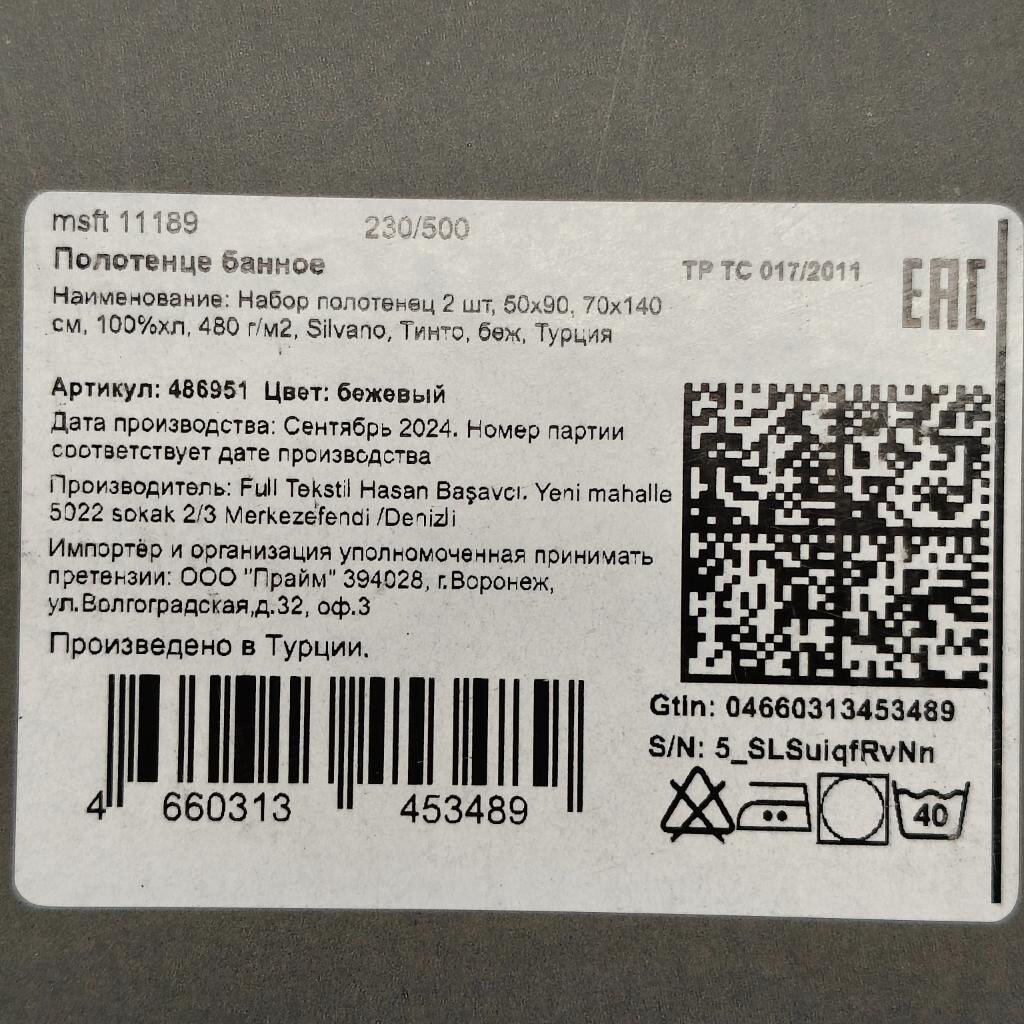 msft 11189 230/500
Полотенце банное
ТР ТС 017/2011 EAC
Наименование: Набор полотенец 2 шт, 50х90, 70х140
см, 100%хл, 480 г/м2, Silvano, Тинто, беж, Турция
Артикул: 486951 Цвет: бежевый
Дата производства: Сентябрь 2024. Номер партии
соответствует дате производства
Производитель: Full Tekstil Hasan Başavcı. Yeni mahalle
5022 sokak 2/3 Merkezefendi /Denizli
Импортёр и организация уполномоченная принимать
претензии: ООО "Прайм" 394028, г.Воронеж,
ул.Волгоградская,д.32, оф.3
Произведено в Турции.
4 660313 453489
Gtin: 04660313453489
S/N: 5_SLSuiqfRvNn
40